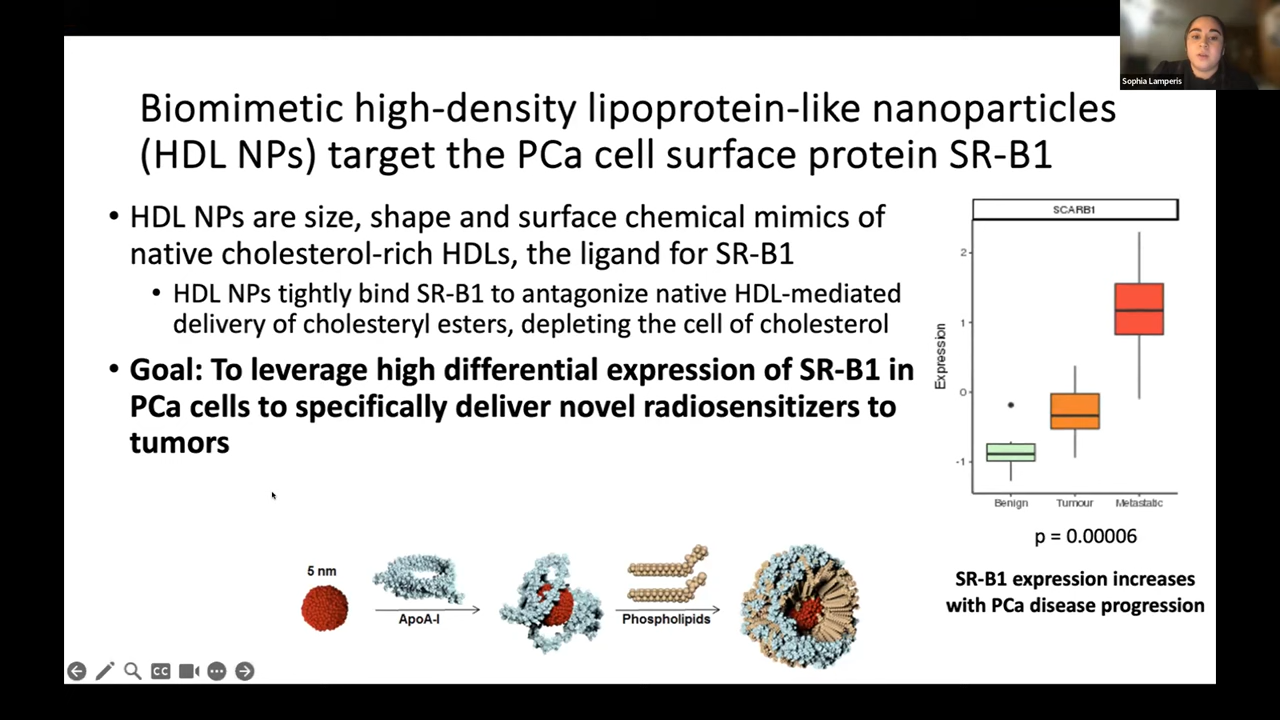 Sophia Lamperis
Biomimetic high-density lipoprotein-like nanoparticles
(HDL NPs) target the PCa cell surface protein SR-B1
• HDL NPs are size, shape and surface chemical mimics of
native cholesterol-rich HDLs, the ligand for SR-B1
• HDL NPs tightly bind SR-B1 to antagonize native HDL-mediated
delivery of cholesteryl esters, depleting the cell of cholesterol
• Goal: To leverage high differential expression of SR-B1 in
PCa cells to specifically deliver novel radiosensitizers to
tumors
SCARB1
2
1
0
-1
Expression
Benign Tumour Metastatic
p = 0.00006
SR-B1 expression increases
with PCa disease progression
5 nm
ApoA-I
Phospholipids
CC